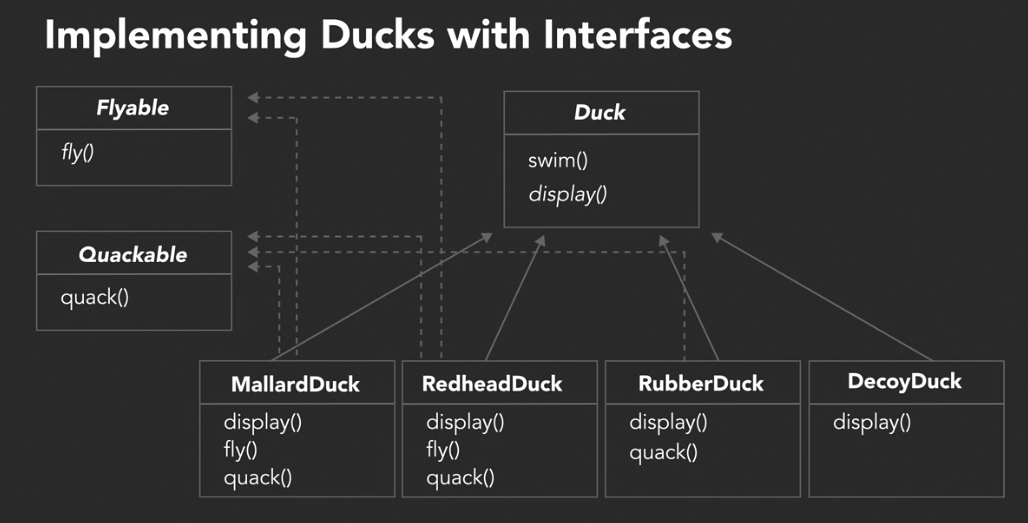 Implementing Ducks with Interfaces
Flyable
fly()
Duck
swim()
display()
Quackable
quack()
MallardDuck
display()
fly()
quack()
RedheadDuck
display()
fly()
quack()
RubberDuck
display()
quack()
DecoyDuck
display()